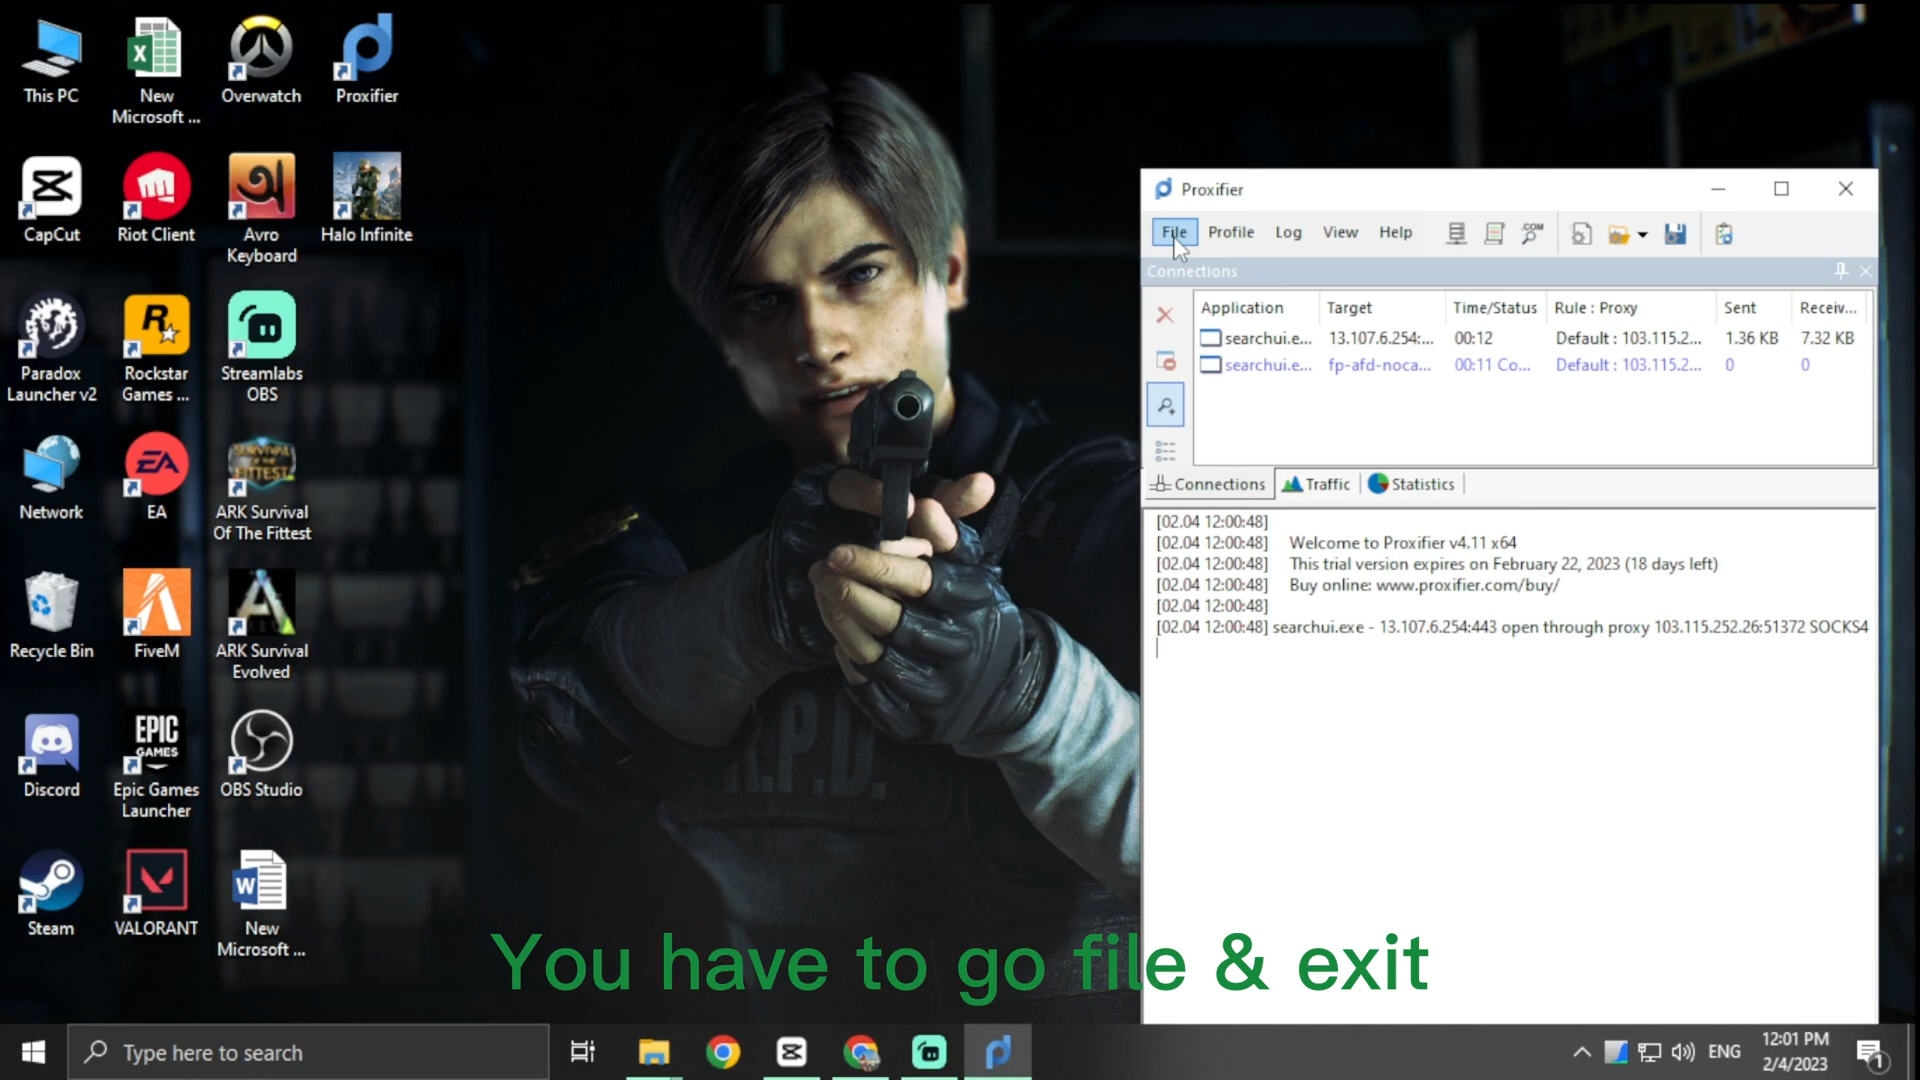 This PC
New
Microsoft ...
Overwatch
Proxifier
CapCut
Riot Client
Avro
Keyboard
Halo Infinite
Paradox
Launcher v2
Rockstar
Games ...
Streamlabs
OBS
Network
EA
ARK Survival
Of The Fittest
Recycle Bin
FiveM
ARK Survival
Evolved
Discord
EPIC
GAMES
Epic Games
Launcher
OBS Studio
Steam
VALORANT
New
Microsoft ...
R.P.D.
Proxifier
File Profile Log View Help .COM
Connections
Application Target Time/Status Rule : Proxy Sent Receiv...
searchui.e... 13.107.6.254:... 00:12 Default : 103.115.2... 1.36 KB 7.32 KB
searchui.e... fp-afd-noca... 00:11 Co... Default : 103.115.2... 0 0
Connections Traffic Statistics
[02.04 12:00:48]
[02.04 12:00:48] Welcome to Proxifier v4.11 x64
[02.04 12:00:48] This trial version expires on February 22, 2023 (18 days left)
[02.04 12:00:48] Buy online: www.proxifier.com/buy/
[02.04 12:00:48]
[02.04 12:00:48] searchui.exe - 13.107.6.254:443 open through proxy 103.115.252.26:51372 SOCKS4
You have to go file & exit
Type here to search
ENG
12:01 PM
2/4/2023
1